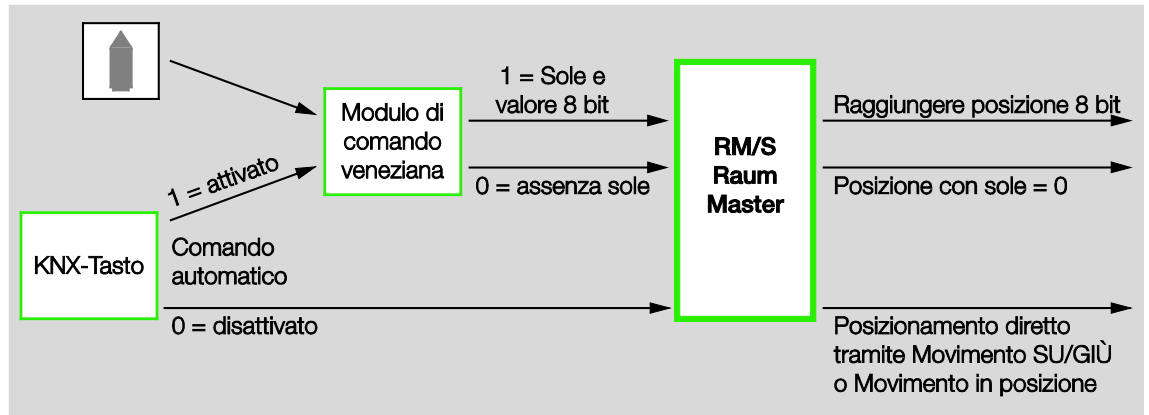 1 = Sole e
valore 8 bit
Modulo di
comando
veneziana
0 = assenza sole
1 = attivato
KNX-Tasto
Comando
automatico
0 = disattivato
RM/S
Raum
Master
Raggiungere posizione 8 bit
Posizione con sole = 0
Posizionamento diretto
tramite Movimento SU/GIÙ
o Movimento in posizione